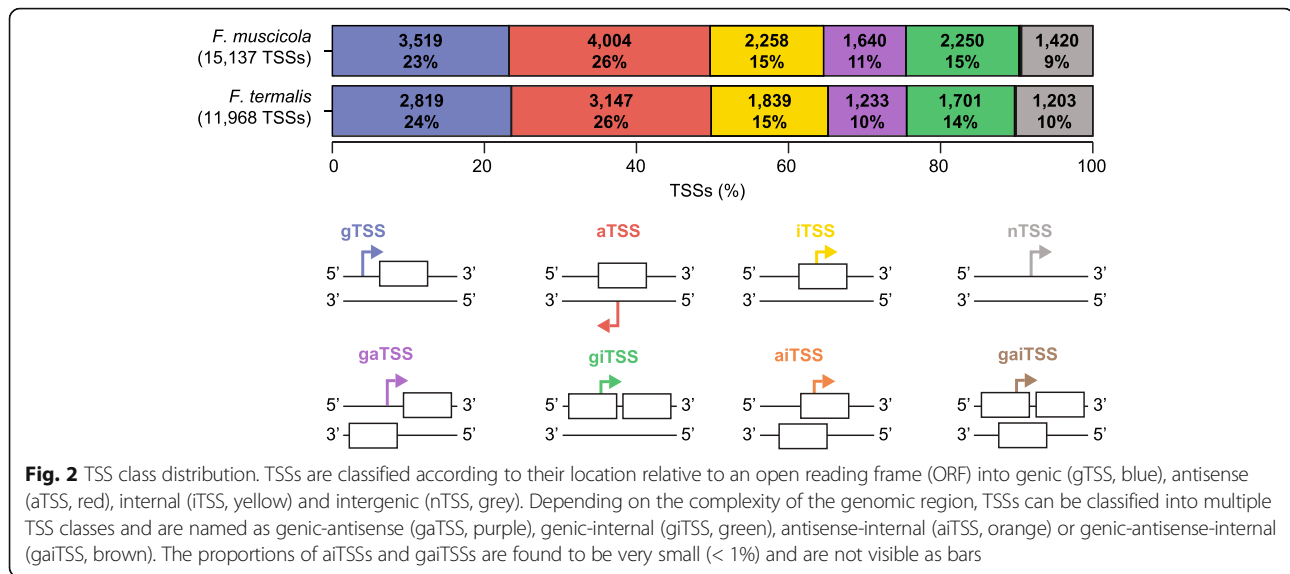 F. muscicola
(15,137 TSSs)
3,519 4,004 2,258 1,640 2,250 1,420
23% 26% 15% 11% 15% 9%
F. termalis
(11,968 TSSs)
2,819 3,147 1,839 1,233 1,701 1,203
24% 26% 15% 10% 14% 10%
0 20 40 60 80 100
TSSs (%)
gTSS aTSS iTSS nTSS
5' 3' 5' 3' 5' 3' 5' 3'
3' 5' 3' 5' 3' 5' 3' 5'
gaTSS giTSS aiTSS gaiTSS
5' 3' 5' 3' 5' 3' 5' 3'
3' 5' 3' 5' 3' 5' 3' 5'
Fig. 2 TSS class distribution. TSSs are classified according to their location relative to an open reading frame (ORF) into genic (gTSS, blue), antisense
(aTSS, red), internal (iTSS, yellow) and intergenic (nTSS, grey). Depending on the complexity of the genomic region, TSSs can be classified into multiple
TSS classes and are named as genic-antisense (gaTSS, purple), genic-internal (giTSS, green), antisense-internal (aiTSS, orange) or genic-antisense-internal
(gaiTSS, brown). The proportions of aiTSSs and gaiTSSs are found to be very small (< 1%) and are not visible as bars